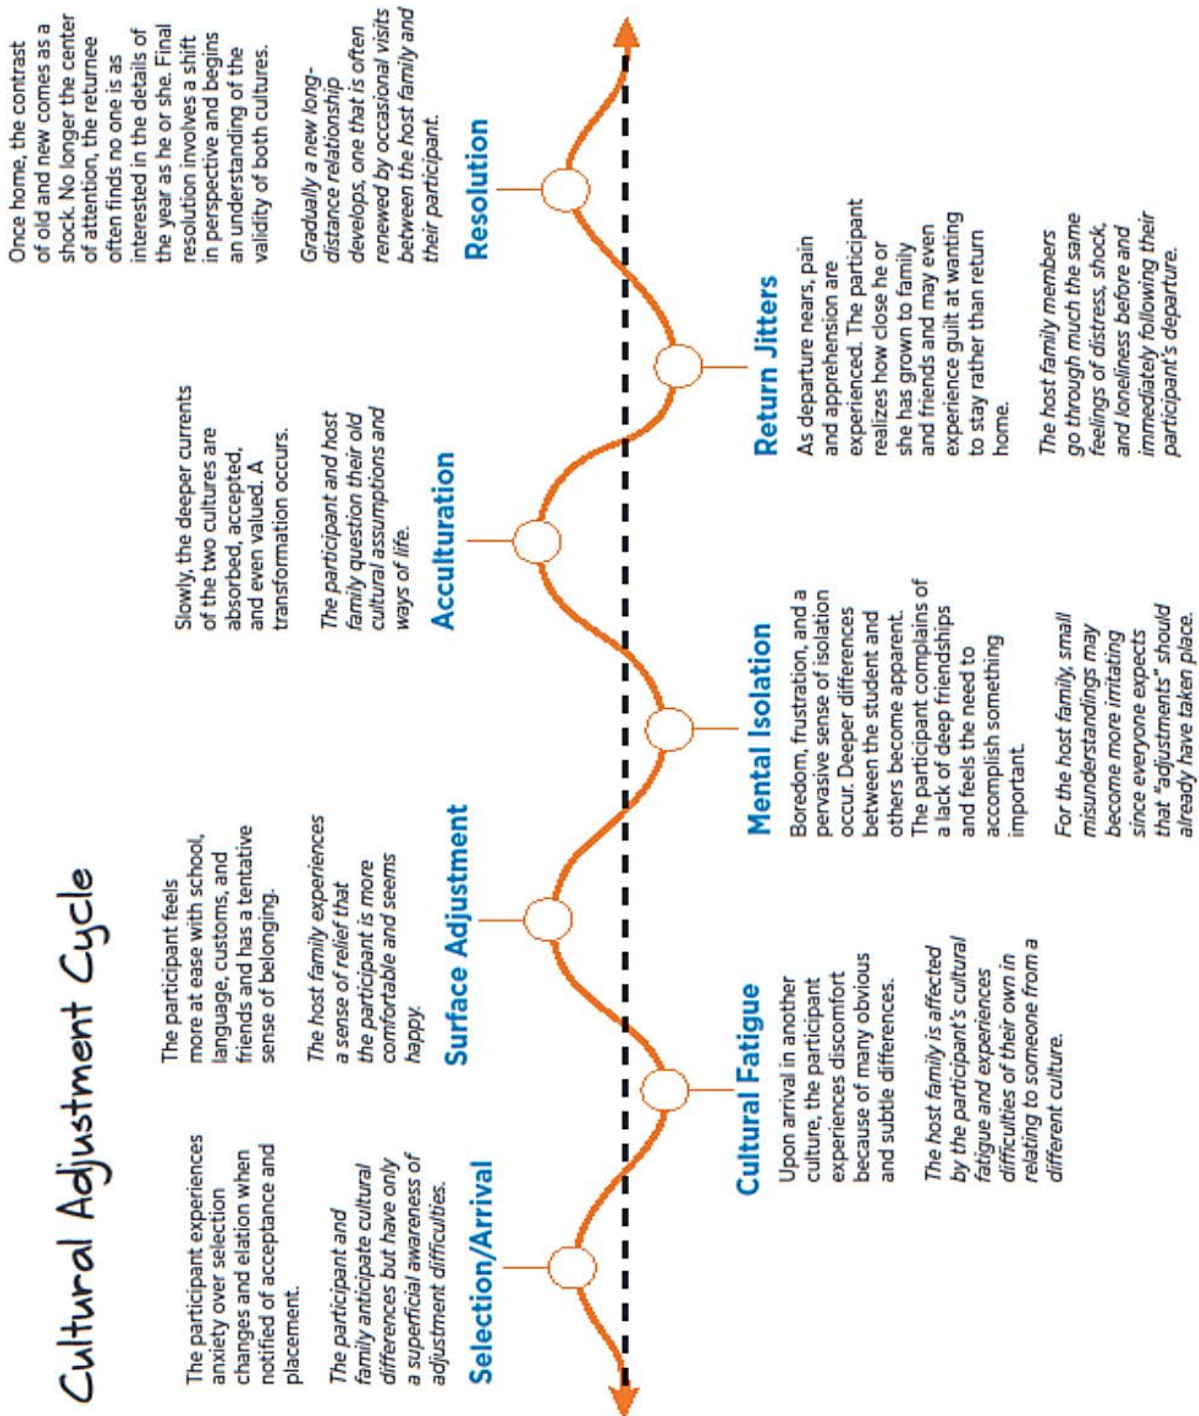 Cultural Adjustment Cycle
The participant experiences
anxiety over selection
changes and elation when
notified of acceptance and
placement.
The participant and
family anticipate cultural
differences but have only
a superficial awareness of
adjustment difficulties.
Selection/Arrival
Cultural Fatigue
Upon arrival in another
culture, the participant
experiences discomfort
because of many obvious
and subtle differences.
The host family is affected
by the participant's cultural
fatigue and experiences
difficulties of their own in
relating to someone from a
different culture.
The participant feels
more at ease with school,
language, customs, and
friends and has a tentative
sense of belonging.
The host family experiences
a sense of relief that
the participant is more
comfortable and seems
happy.
Surface Adjustment
Mental Isolation
Boredom, frustration, and a
pervasive sense of isolation
occur. Deeper differences
between the student and
others become apparent.
The participant complains of
a lack of deep friendships
and feels the need to
accomplish something
important.
For the host family, small
misunderstandings may
become more irritating
since everyone expects
that "adjustments" should
already have taken place.
Slowly, the deeper currents
of the two cultures are
absorbed, accepted,
and even valued. A
transformation occurs.
The participant and host
family question their old
cultural assumptions and
ways of life.
Acculturation
Return Jitters
As departure nears, pain
and apprehension are
experienced. The participant
realizes how close he or
she has grown to family
and friends and may even
experience guilt at wanting
to stay rather than return
home.
The host family members
go through much the same
feelings of distress, shock,
and loneliness before and
immediately following their
participant's departure.
Once home, the contrast
of old and new comes as a
shock. No longer the center
of attention, the returnee
often finds no one is as
interested in the details of
the year as he or she. Final
resolution involves a shift
in perspective and begins
an understanding of the
validity of both cultures.
Gradually a new long-
distance relationship
develops, one that is often
renewed by occasional visits
between the host family and
their participant.
Resolution